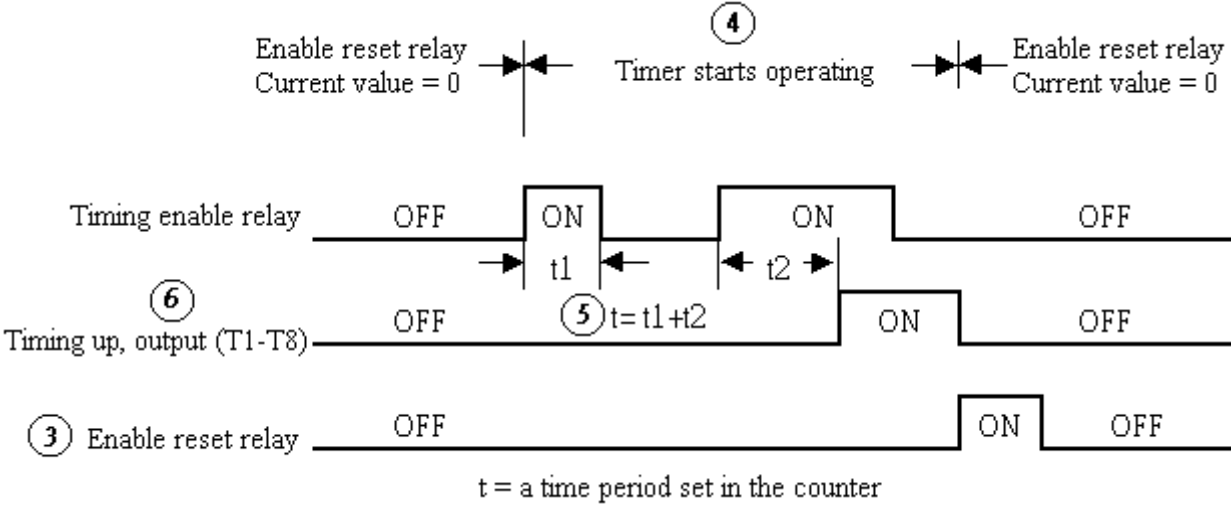 4
Enable reset relay
Current value = 0
Timer starts operating
Enable reset relay
Current value = 0
Timing enable relay
OFF
ON
ON
OFF
t1
t2
6
Timing up, output (T1-T8)
OFF
5
t= t1+t2
ON
OFF
3
Enable reset relay
OFF
ON
OFF
t = a time period set in the counter